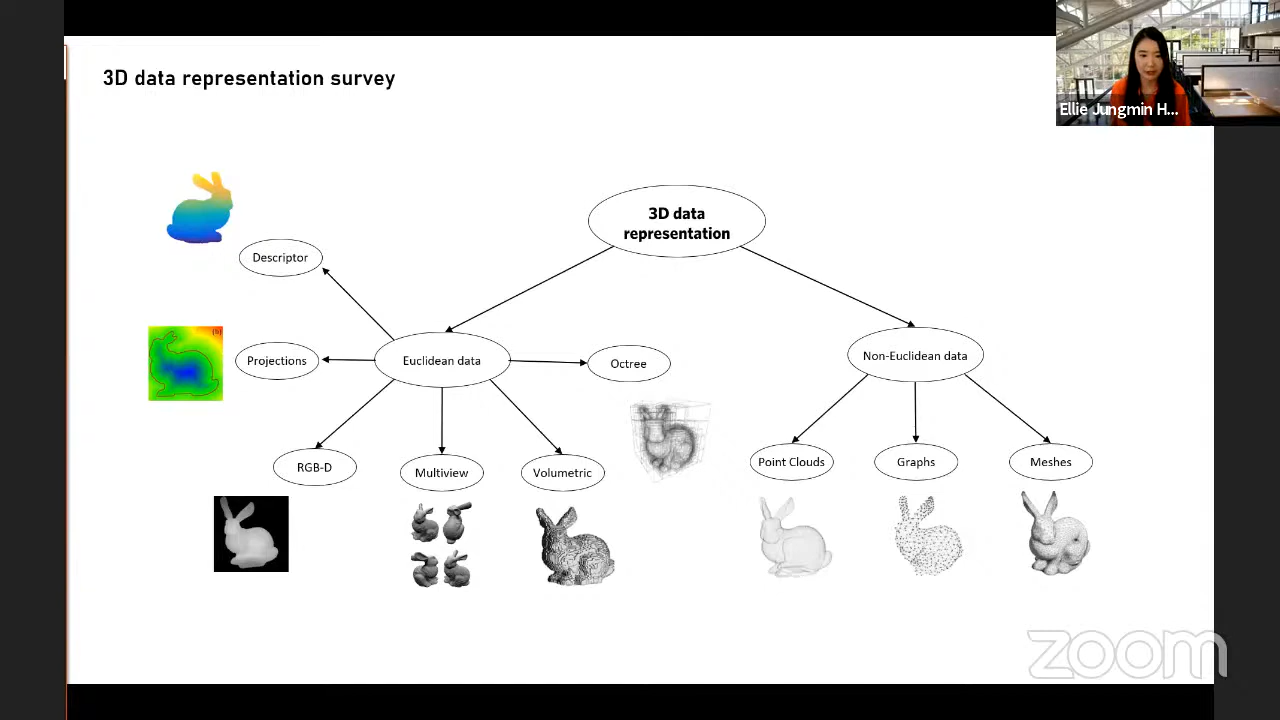 3D data representation survey
Ellie Jungmin H...
3D data
representation
Descriptor
Projections
Euclidean data
Octree
Non-Euclidean data
RGB-D
Multiview
Volumetric
Point Clouds
Graphs
Meshes
zoom